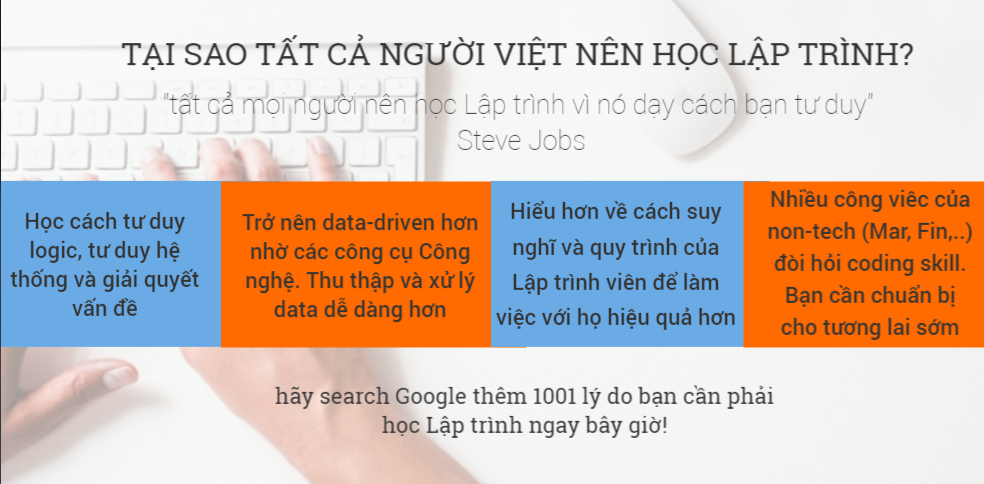 TẠI SAO TẤT CẢ NGƯỜI VIỆT NÊN HỌC LẬP TRÌNH?
"tất cả mọi người nên học Lập trình vì nó dạy cách bạn tư duy"
Steve Jobs
Học cách tư duy
logic, tư duy hệ
thống và giải quyết
vấn đề
Trở nên data-driven hơn
nhờ các công cụ Công
nghệ. Thu thập và xử lý
data dễ dàng hơn
Hiểu hơn về cách suy
nghĩ và quy trình của
Lập trình viên để làm
việc với họ hiệu quả hơn
Nhiều công viêc của
non-tech (Mar, Fin,..)
đòi hỏi coding skill.
Bạn cần chuẩn bị
cho tương lai sớm
hãy search Google thêm 1001 lý do bạn cần phải
học Lập trình ngay bây giờ!